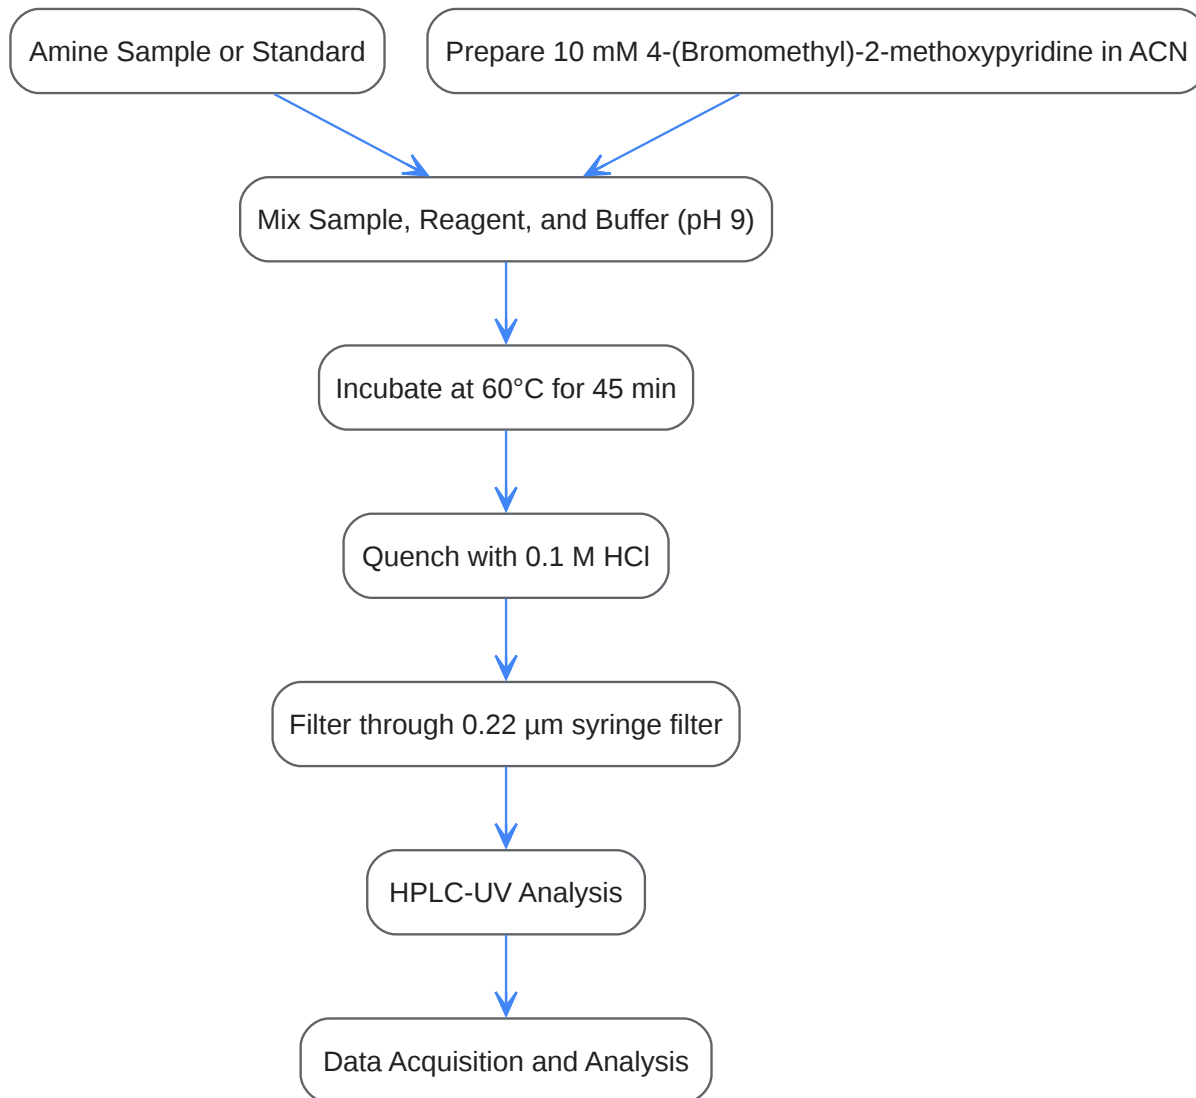 Amine Sample or Standard
Prepare 10 mM 4-(Bromomethyl)-2-methoxypyridine in ACN
Mix Sample, Reagent, and Buffer (pH 9)
Incubate at 60°C for 45 min
Quench with 0.1 M HCl
Filter through 0.22 µm syringe filter
HPLC-UV Analysis
Data Acquisition and Analysis